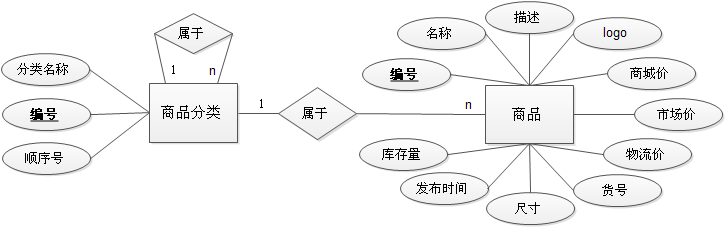 属于
1
n
分类名称
编号
顺序号
商品分类
1
属于
n
商品
描述
名称
logo
编号
商城价
市场价
库存量
物流价
发布时间
货号
尺寸